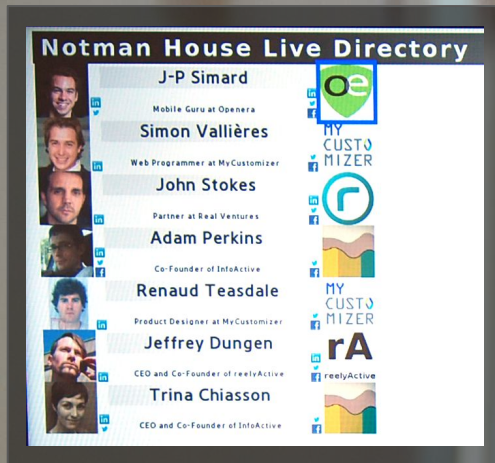 Notman House Live Directory
J-P Simard
Mobile Guru at Openera
oe
Simon Vallières
Web Programmer at MyCustomizer
MY
CUSTO
MIZER
John Stokes
Partner at Real Ventures
r
Adam Perkins
Co-Founder of InfoActive
Renaud Teasdale
Product Designer at MyCustomizer
MY
CUSTO
MIZER
Jeffrey Dungen
CEO and Co-Founder of reelyActive
rA
reelyActive
Trina Chiasson
CEO and Co-Founder of InfoActive